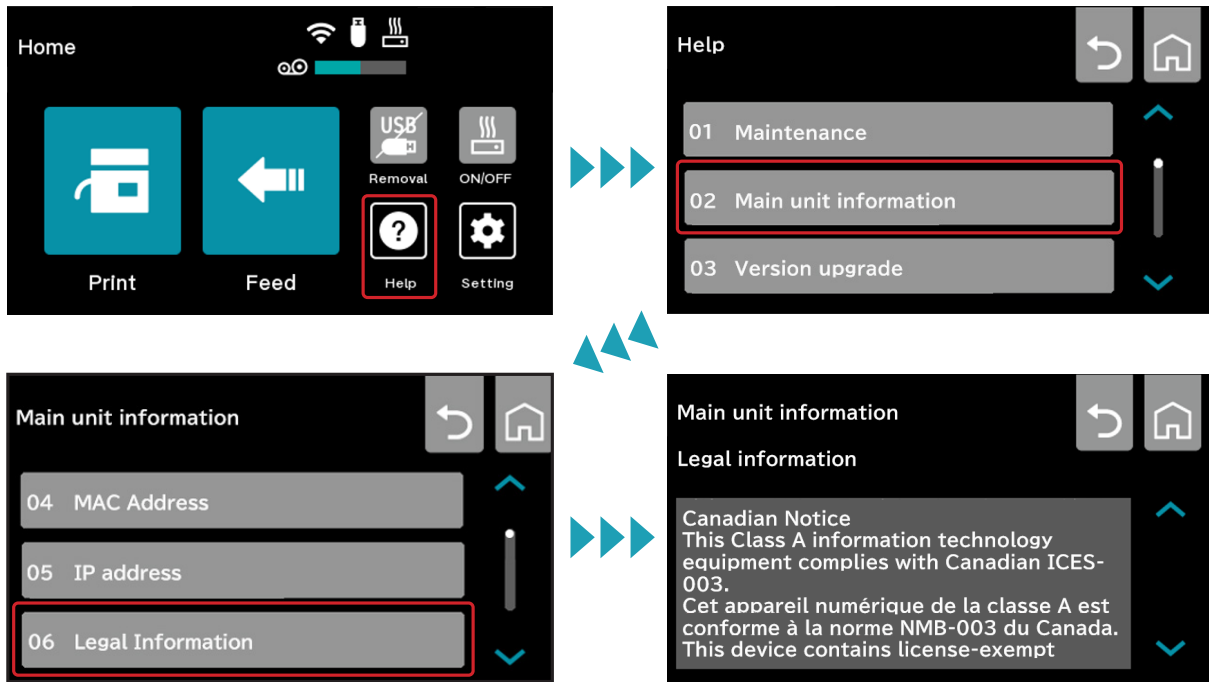 Home
USB
Removal
ON/OFF
?
Print
Feed
Help
Setting
Help
01 Maintenance
02 Main unit information
03 Version upgrade
Main unit information
04 MAC Address
05 IP address
06 Legal Information
Main unit information
Legal information
Canadian Notice
This Class A information technology
equipment complies with Canadian ICES-
003.
Cet appareil numérique de la classe A est
conforme à la norme NMB-003 du Canada.
This device contains license-exempt